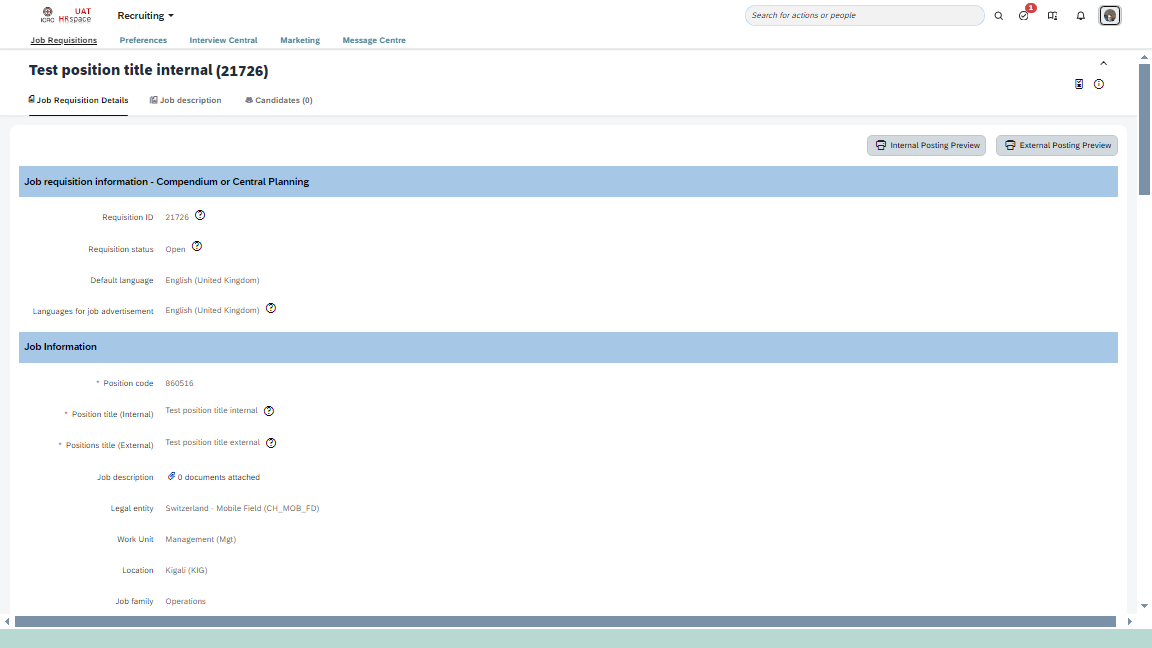 ICRC UAT HRspace Recruiting Search for actions or people 1
Job Requisitions Preferences Interview Central Marketing Message Centre
Test position title internal (21726)
Job Requisition Details Job description Candidates (0)
Internal Posting Preview External Posting Preview
Job requisition information - Compendium or Central Planning
Requisition ID 21726
Requisition status Open
Default language English (United Kingdom)
Languages for job advertisement English (United Kingdom)
Job Information
* Position code 860516
* Position title (Internal) Test position title internal
* Positions title (External) Test position title external
Job description 0 documents attached
Legal entity Switzerland - Mobile Field (CH_MOB_FD)
Work Unit Management (Mgt)
Location Kigali (KIG)
Job family Operations